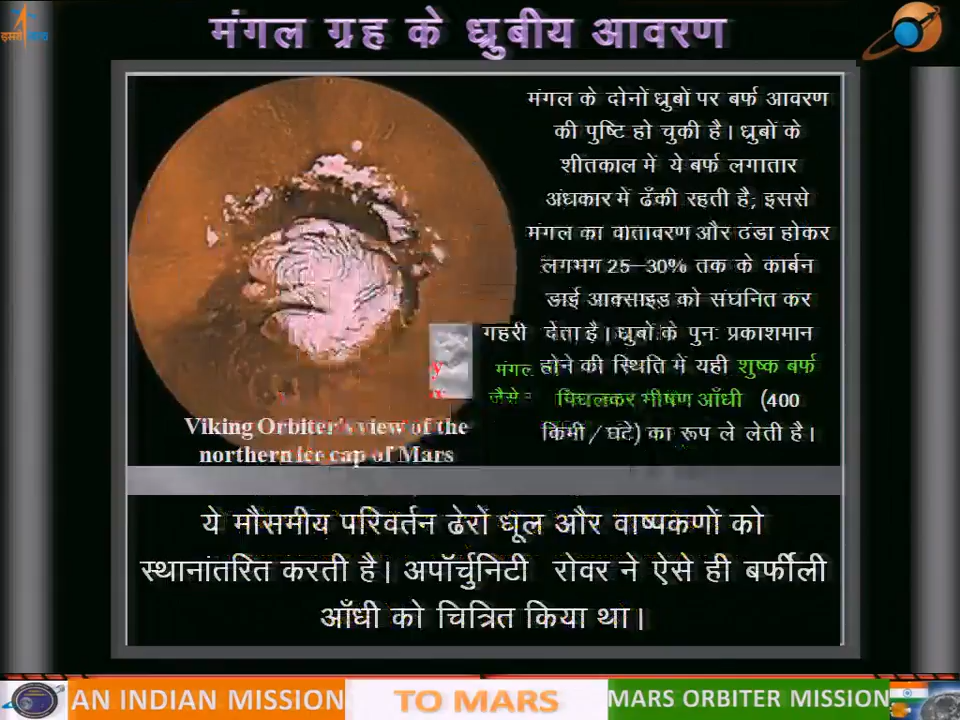 मंगल ग्रह के ध्रुबीय आवरण
मंगल के दोनों ध्रुबों पर बर्फ आवरण
की पुष्टि हो चुकी है। ध्रुबों के
शीतकाल में ये बर्फ लगातार
अंधकार में ढँकी रहती है, इससे
मंगल का वातावरण और ठंडा होकर
लगभग 25–30% तक के कार्बन
डाई आक्साइड को संघनित कर
गहरी देता है। ध्रुबों के पुनः प्रकाशमान
मंगल होने की स्थिति में यही शुष्क बर्फ
जैसे पिघलकर भीषण आँधी (400
किमी/घंटे) का रूप ले लेती है।
Viking Orbiter's view of the
northern ice cap of Mars
ये मौसमीय परिवर्तन ढेरों धूल और वाष्पकणों को
स्थानांतरित करती है। अपॉर्चुनिटी रोवर ने ऐसे ही बर्फीली
आँधी को चित्रित किया था।
AN INDIAN MISSION TO MARS MARS ORBITER MISSION